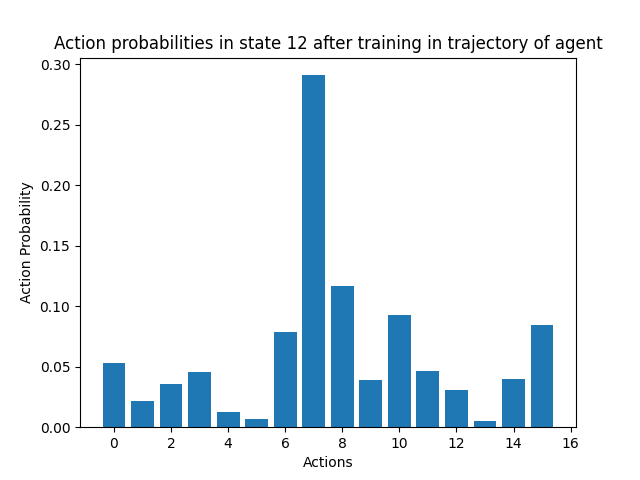 Action probabilities in state 12 after training in trajectory of agent
0.30
0.25
0.20
0.15
0.10
0.05
0.00
Action Probability
0 2 4 6 8 10 12 14 16
Actions